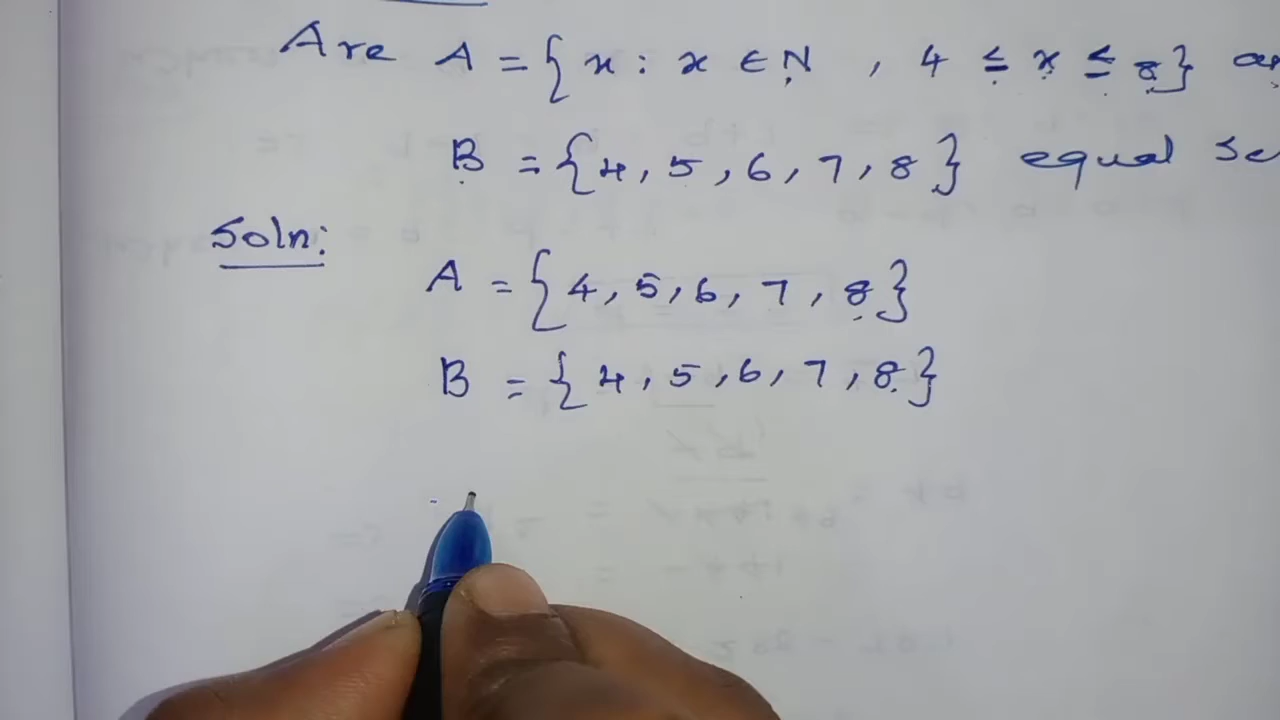 Are A = { x : x ∈ N , 4 ≤ x ≤ 8 }
B = { 4 , 5 , 6 , 7 , 8 } equal
Soln:
A = { 4 , 5 , 6 , 7 , 8 }
B = { 4 , 5 , 6 , 7 , 8 }